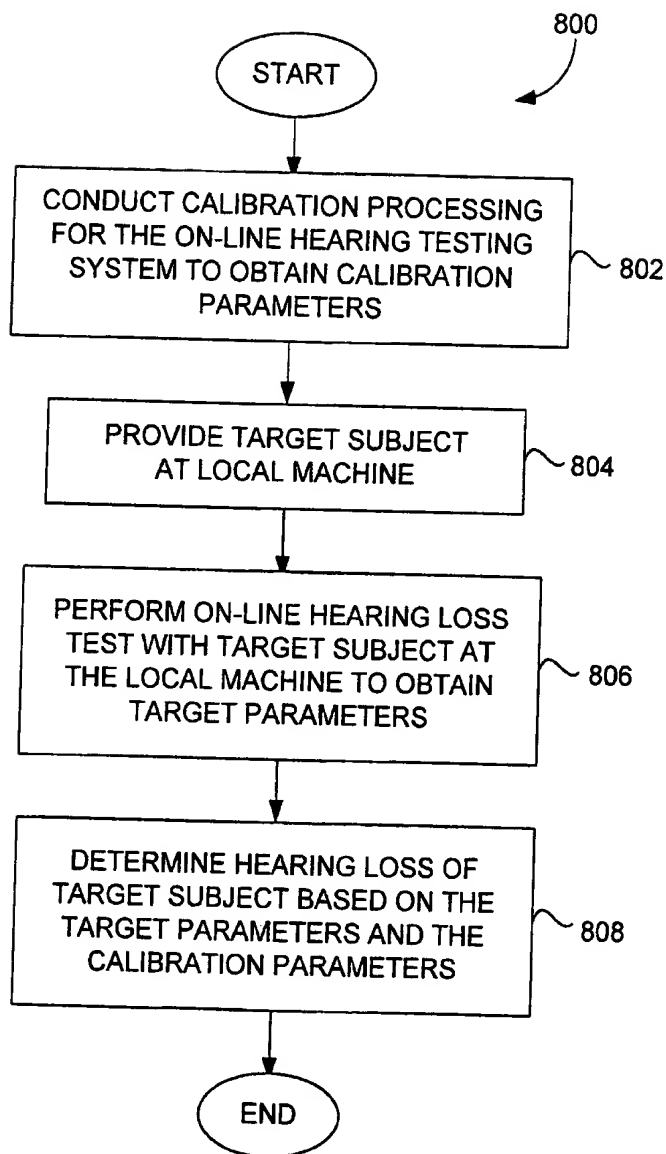 800
START
CONDUCT CALIBRATION PROCESSING
FOR THE ON-LINE HEARING TESTING
SYSTEM TO OBTAIN CALIBRATION
PARAMETERS
802
PROVIDE TARGET SUBJECT
AT LOCAL MACHINE
804
PERFORM ON-LINE HEARING LOSS
TEST WITH TARGET SUBJECT AT
THE LOCAL MACHINE TO OBTAIN
TARGET PARAMETERS
806
DETERMINE HEARING LOSS OF
TARGET SUBJECT BASED ON THE
TARGET PARAMETERS AND THE
CALIBRATION PARAMETERS
808
END